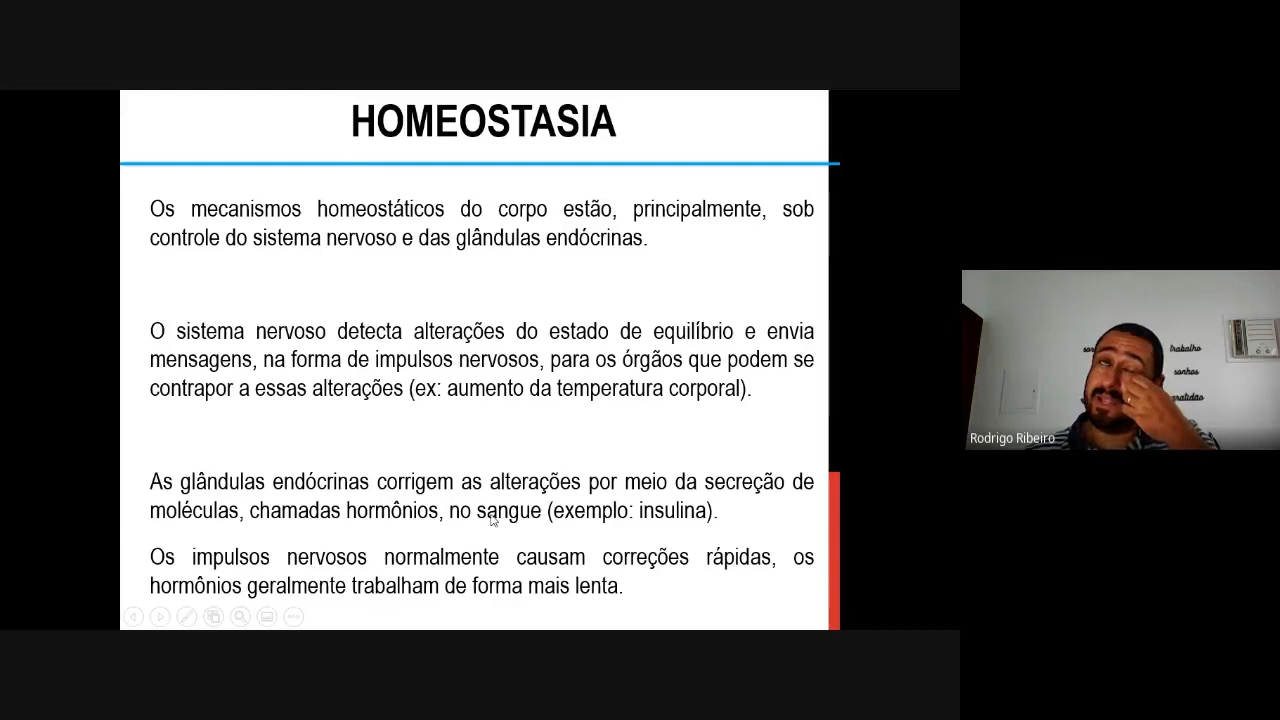 HOMEOSTASIA
Os mecanismos homeostáticos do corpo estão, principalmente, sob
controle do sistema nervoso e das glândulas endócrinas.
O sistema nervoso detecta alterações do estado de equilíbrio e envia
mensagens, na forma de impulsos nervosos, para os órgãos que podem se
contrapor a essas alterações (ex: aumento da temperatura corporal).
As glândulas endócrinas corrigem as alterações por meio da secreção de
moléculas, chamadas hormônios, no sangue (exemplo: insulina).
Os impulsos nervosos normalmente causam correções rápidas, os
hormônios geralmente trabalham de forma mais lenta.
trabalho
sonhos
Rodrigo Ribeiro